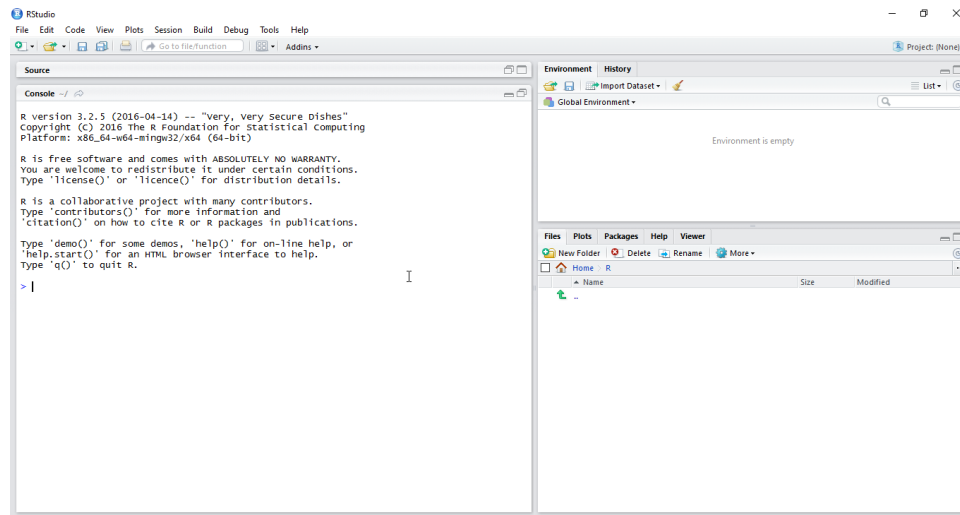 RStudio
File Edit Code View Plots Session Build Debug Tools Help
Go to file/function Addins Project: (None)
Source
Console ~/
R version 3.2.5 (2016-04-14) -- "Very, Very Secure Dishes"
Copyright (C) 2016 The R Foundation for Statistical Computing
Platform: x86_64-w64-mingw32/x64 (64-bit)
R is free software and comes with ABSOLUTELY NO WARRANTY.
You are welcome to redistribute it under certain conditions.
Type 'license()' or 'licence()' for distribution details.
R is a collaborative project with many contributors.
Type 'contributors()' for more information and
'citation()' on how to cite R or R packages in publications.
Type 'demo()' for some demos, 'help()' for on-line help, or
'help.start()' for an HTML browser interface to help.
Type 'q()' to quit R.
>
Environment History
Import Dataset List
Global Environment
Environment is empty
Files Plots Packages Help Viewer
New Folder Delete Rename More
Home R
Name Size Modified
..